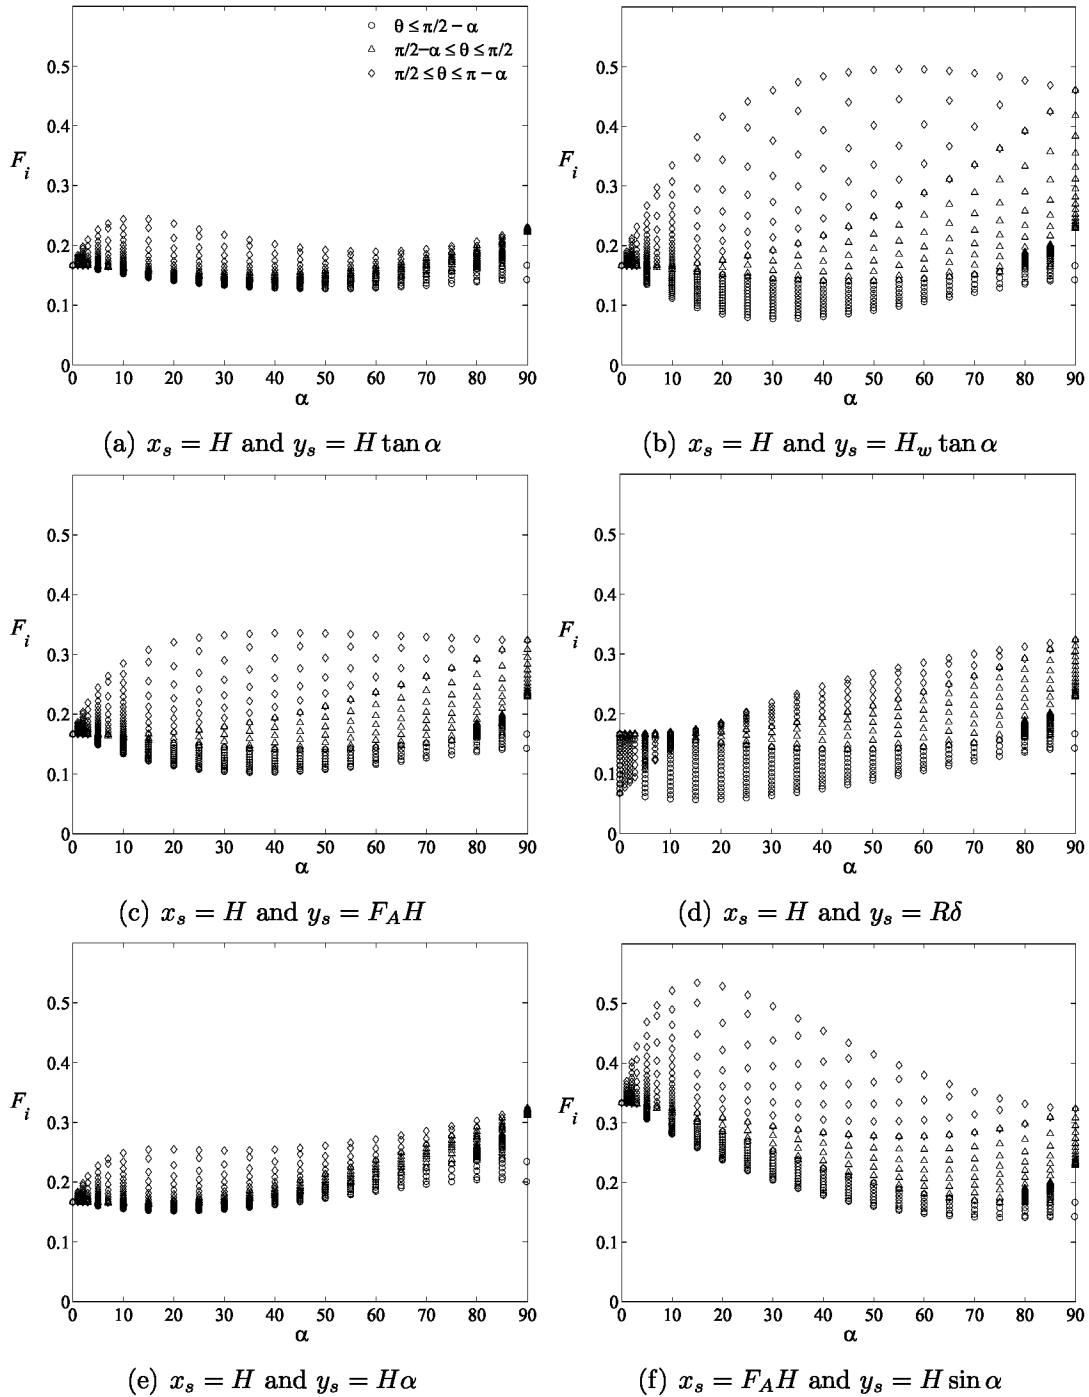 ○ θ ≤ π/2 − α
△ π/2−α ≤ θ ≤ π/2
◇ π/2 ≤ θ ≤ π − α
0.5
0.4
F_i
0.3
0.2
0.1
0
0 10 20 30 40 50 60 70 80 90
α
(a) x_s = H and y_s = H tan α
0.5
0.4
F_i
0.3
0.2
0.1
0
0 10 20 30 40 50 60 70 80 90
α
(b) x_s = H and y_s = H_w tan α
0.5
0.4
F_i
0.3
0.2
0.1
0
0 10 20 30 40 50 60 70 80 90
α
(c) x_s = H and y_s = F_A H
0.5
0.4
F_i
0.3
0.2
0.1
0
0 10 20 30 40 50 60 70 80 90
α
(d) x_s = H and y_s = Rδ
0.5
0.4
F_i
0.3
0.2
0.1
0
0 10 20 30 40 50 60 70 80 90
α
(e) x_s = H and y_s = Hα
0.5
0.4
F_i
0.3
0.2
0.1
0
0 10 20 30 40 50 60 70 80 90
α
(f) x_s = F_A H and y_s = H sin α